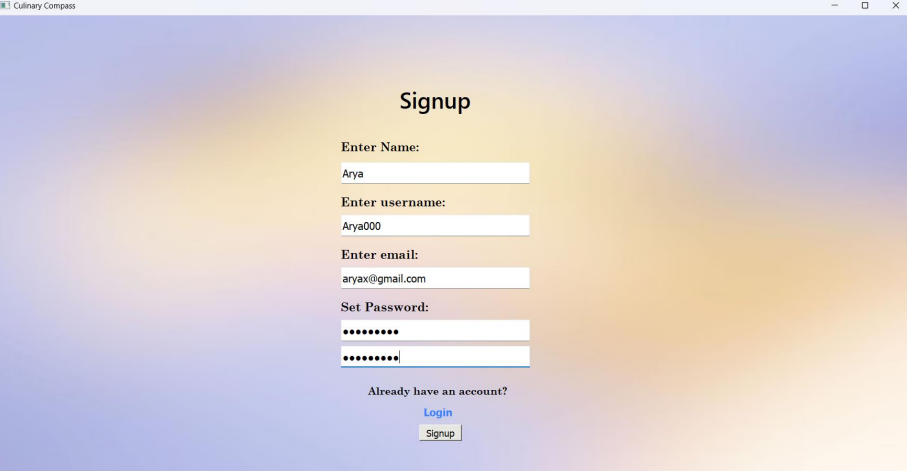 Culinary Compass
Signup
Enter Name:
Arya
Enter username:
Arya000
Enter email:
aryax@gmail.com
Set Password:
●●●●●●●●●
●●●●●●●●●
Already have an account?
Login
Signup